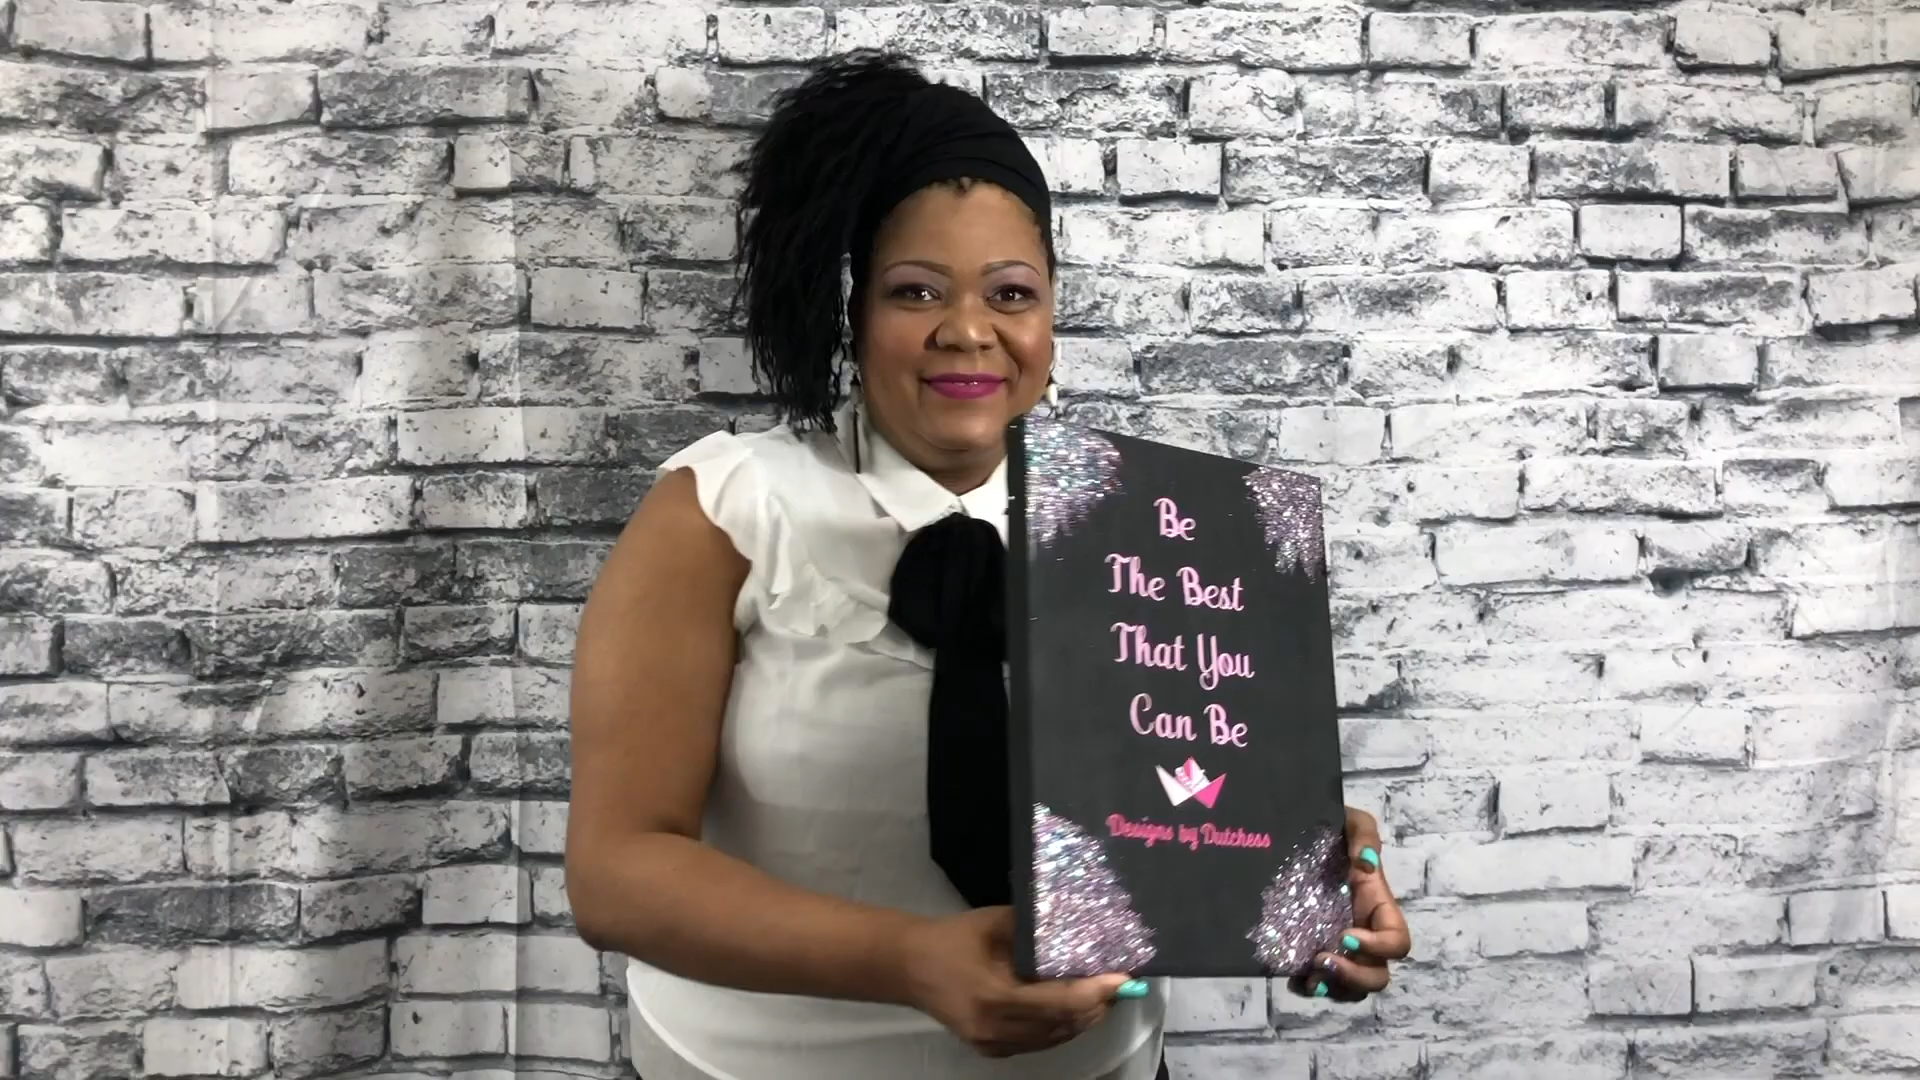 Be
The Best
That You
Can Be
Designs by Dutchess